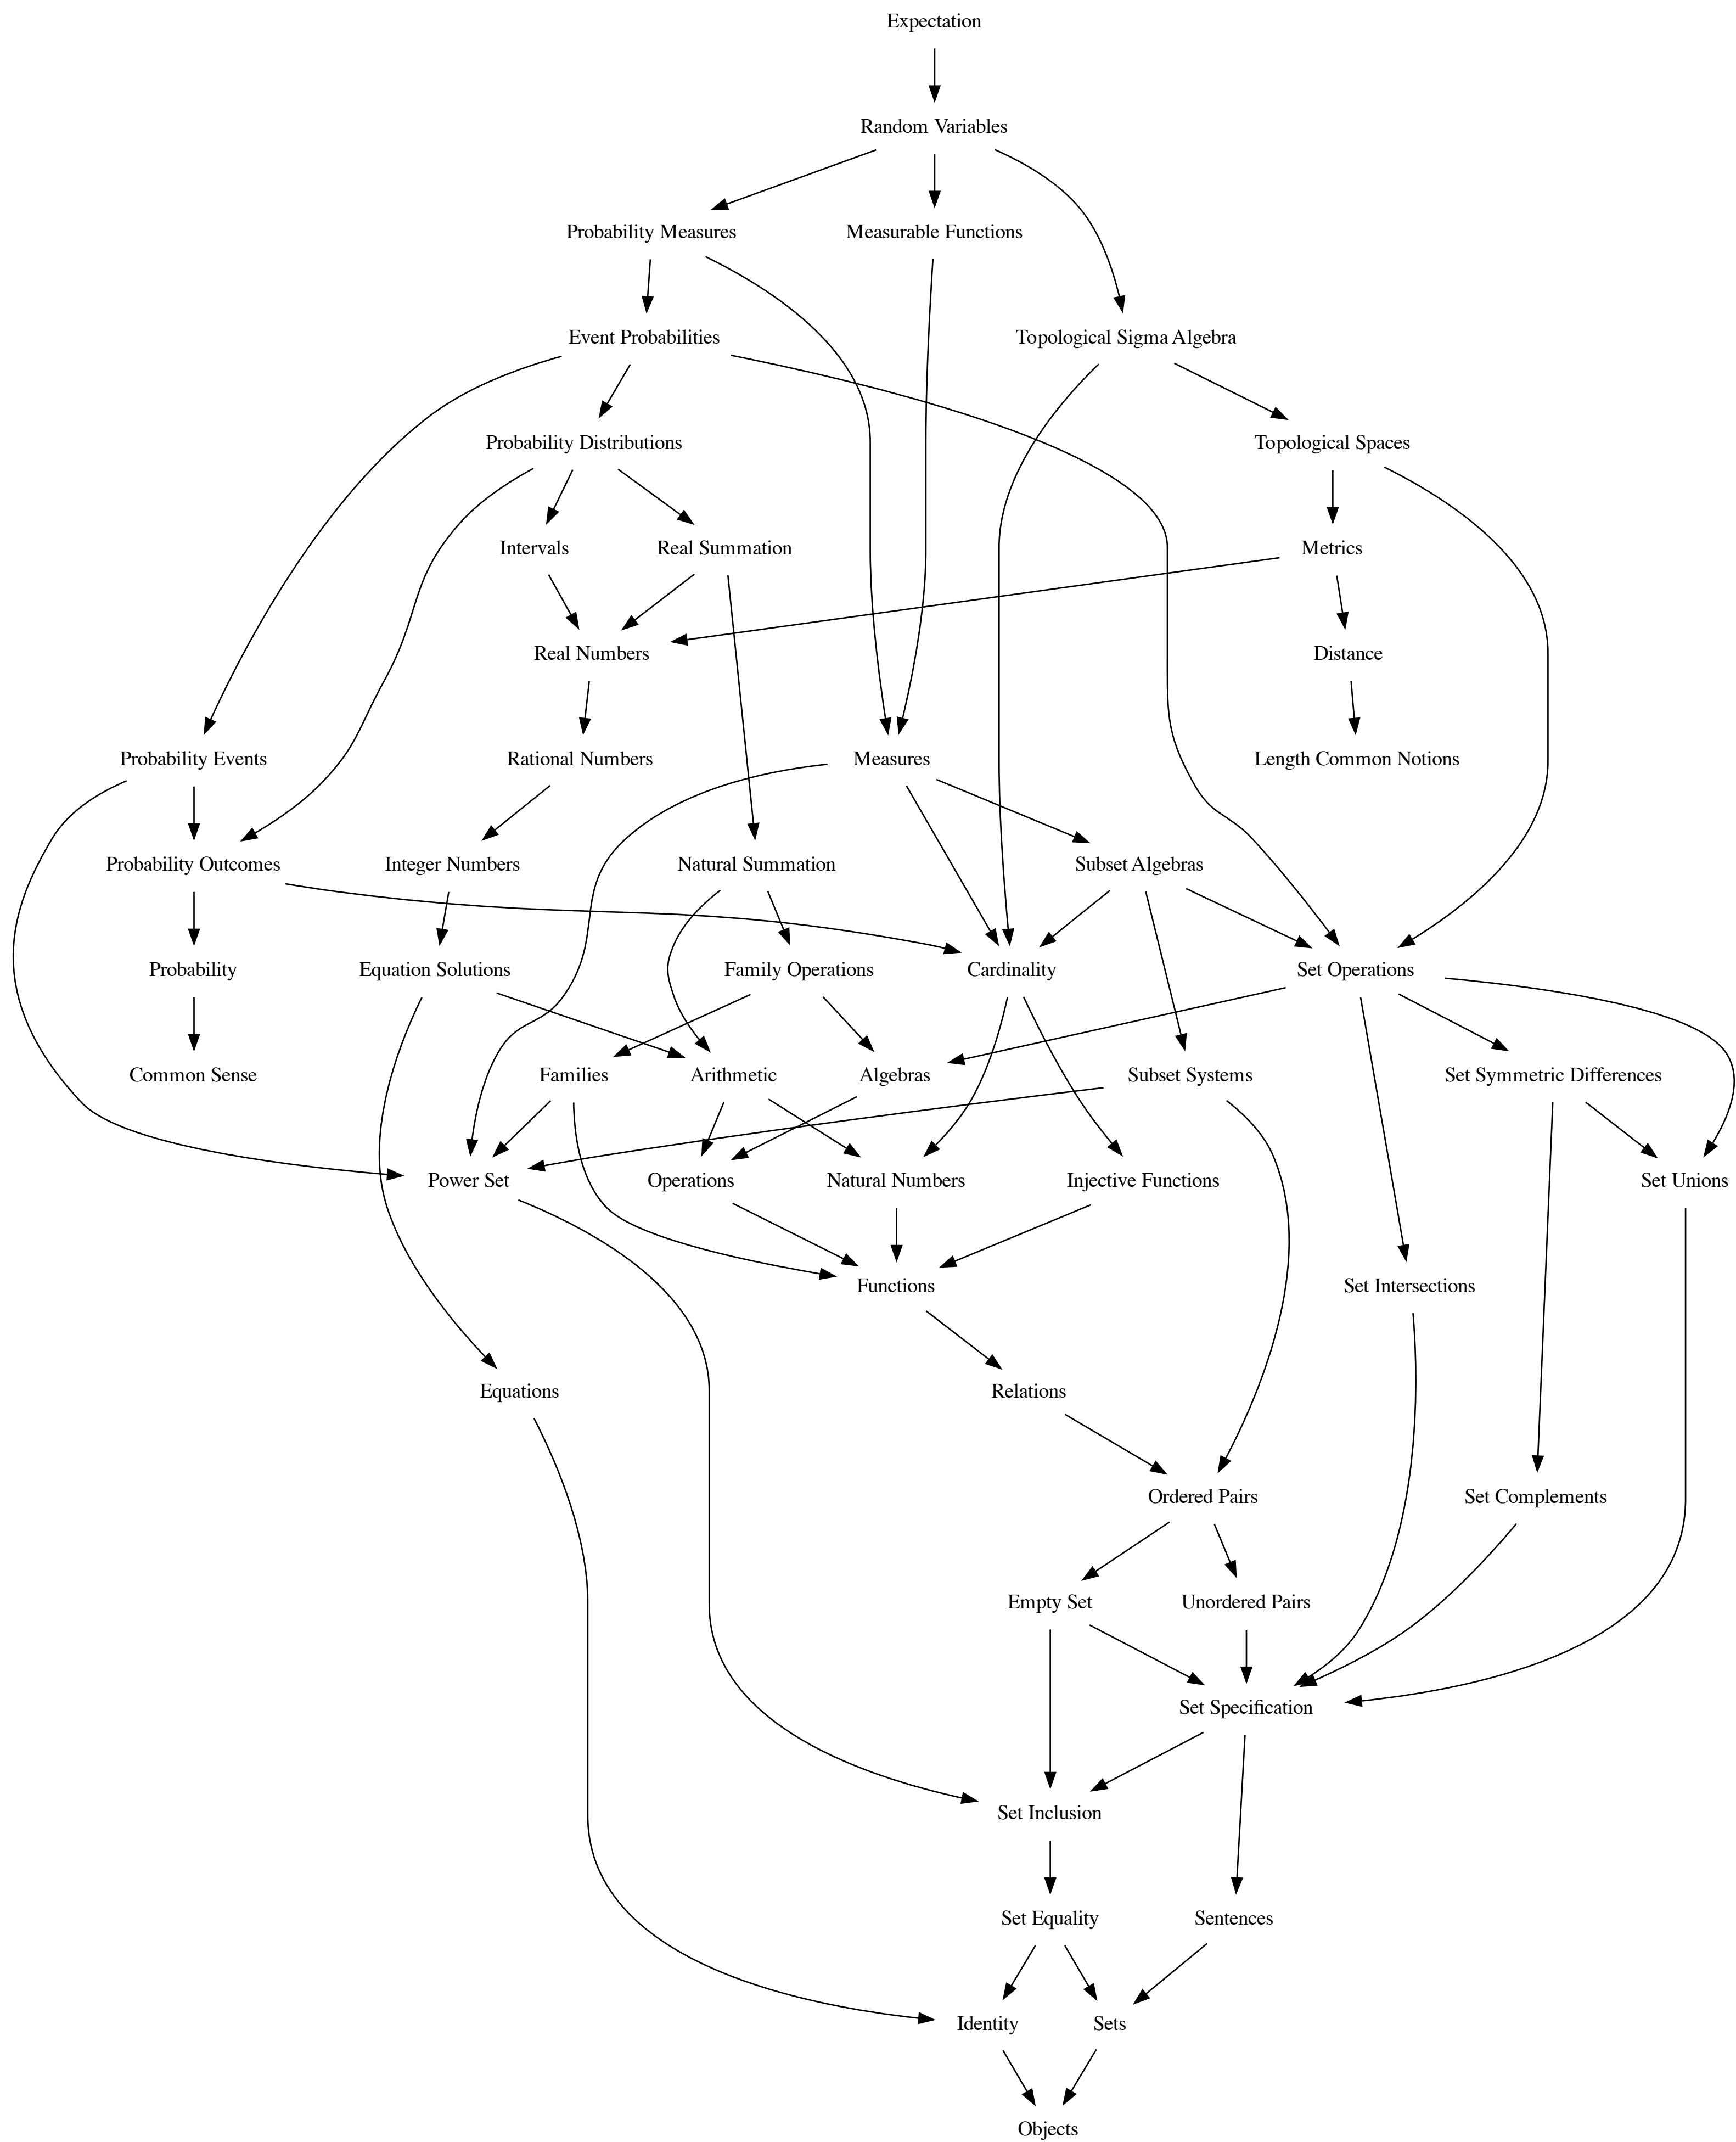 Expectation
Random Variables
Probability Measures
Measurable Functions
Event Probabilities
Topological Sigma Algebra
Probability Distributions
Topological Spaces
Intervals
Real Summation
Metrics
Real Numbers
Distance
Probability Events
Rational Numbers
Measures
Length Common Notions
Probability Outcomes
Integer Numbers
Natural Summation
Subset Algebras
Probability
Equation Solutions
Family Operations
Cardinality
Set Operations
Common Sense
Families
Arithmetic
Algebras
Subset Systems
Set Symmetric Differences
Power Set
Operations
Natural Numbers
Injective Functions
Set Unions
Functions
Set Intersections
Equations
Relations
Ordered Pairs
Set Complements
Empty Set
Unordered Pairs
Set Specification
Set Inclusion
Set Equality
Sentences
Identity
Sets
Objects